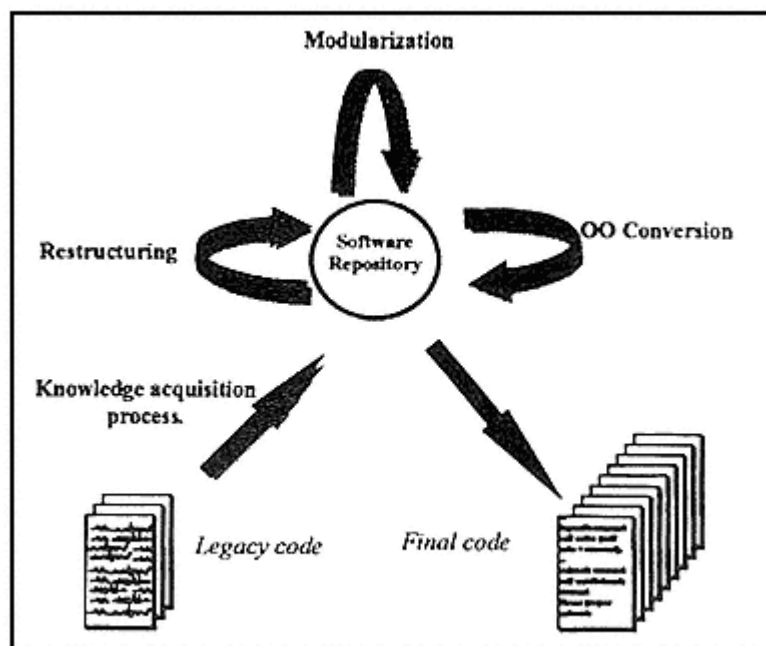 Modularization
Restructuring
Software
Repository
OO Conversion
Knowledge acquisition
process.
Legacy code
Final code